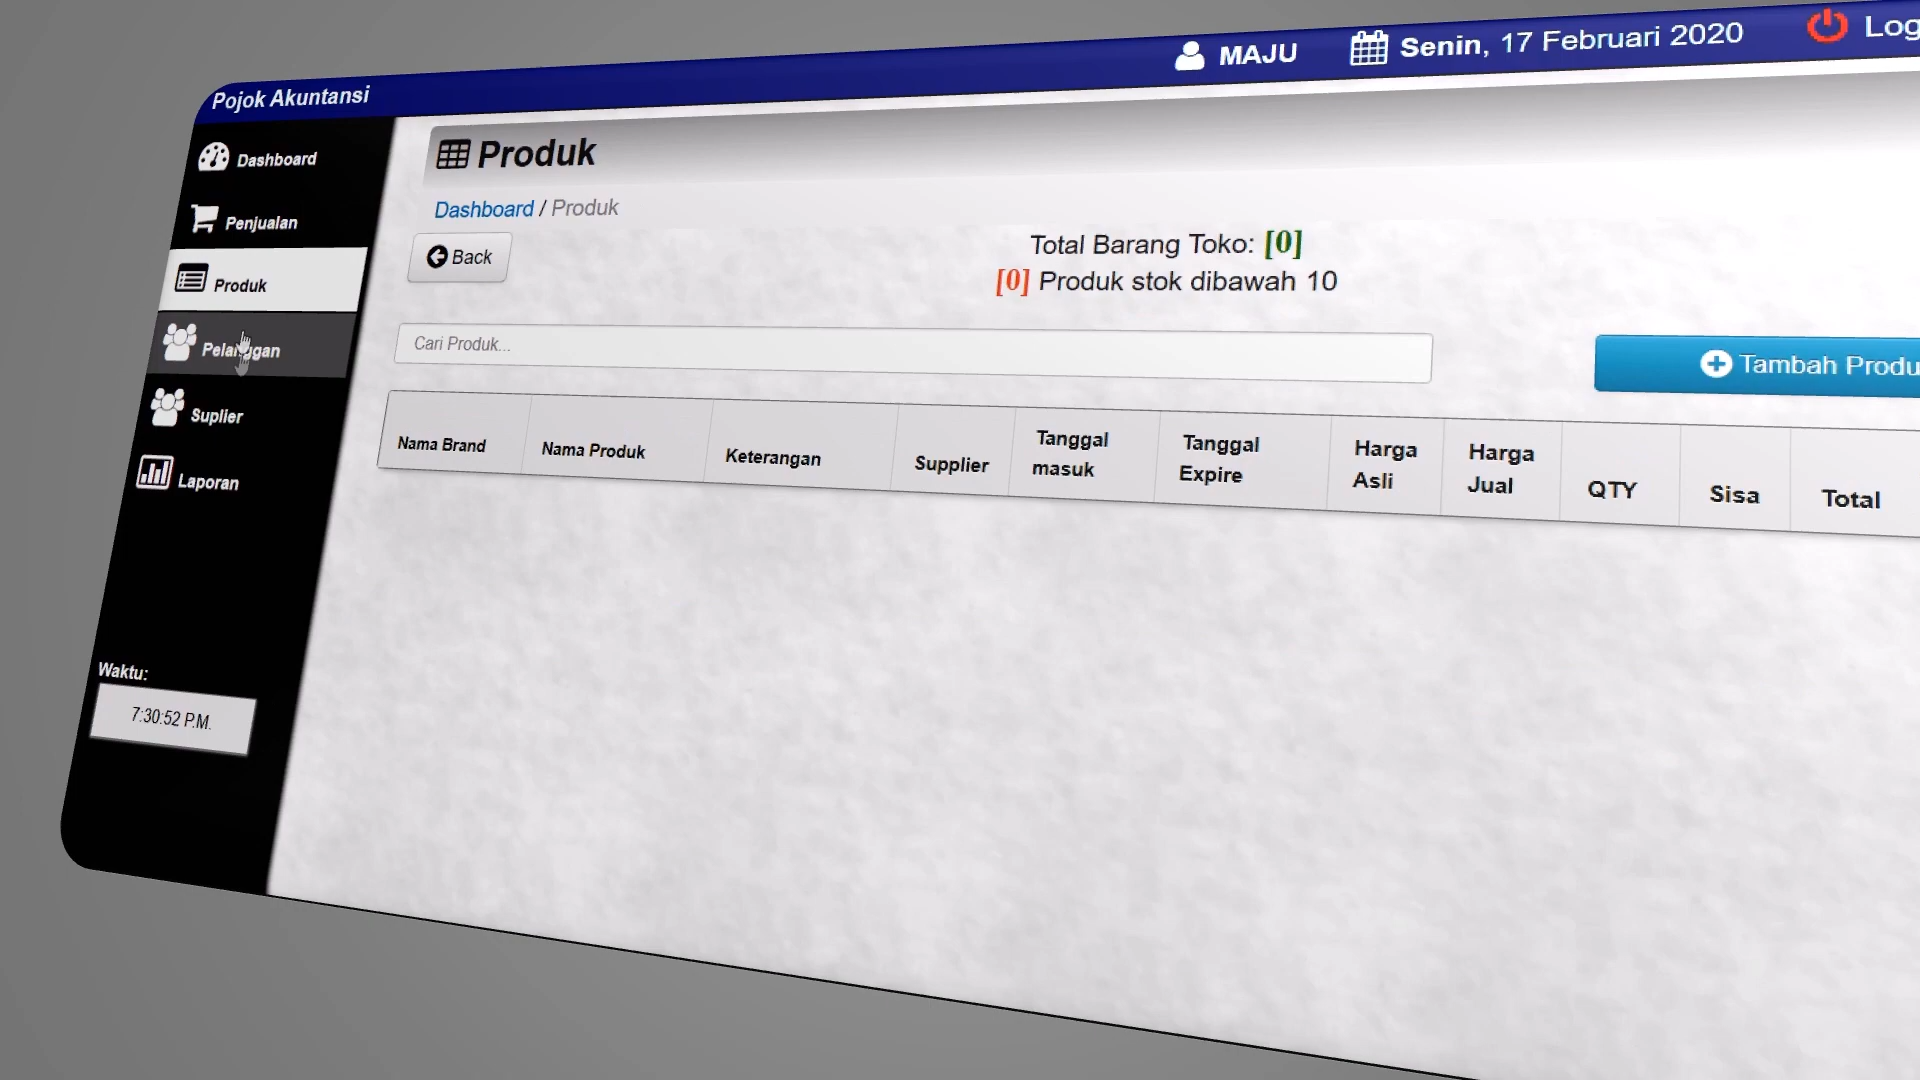 Pojok Akuntansi
MAJU
Senin, 17 Februari 2020
Log
Dashboard
Penjualan
Produk
Pelanggan
Suplier
Laporan
Waktu:
7:30:52 P.M.
Produk
Dashboard / Produk
Back
Total Barang Toko: [0]
[0] Produk stok dibawah 10
Cari Produk...
Tambah Produ
Nama Brand
Nama Produk
Keterangan
Supplier
Tanggal
masuk
Tanggal
Expire
Harga
Asli
Harga
Jual
QTY
Sisa
Total